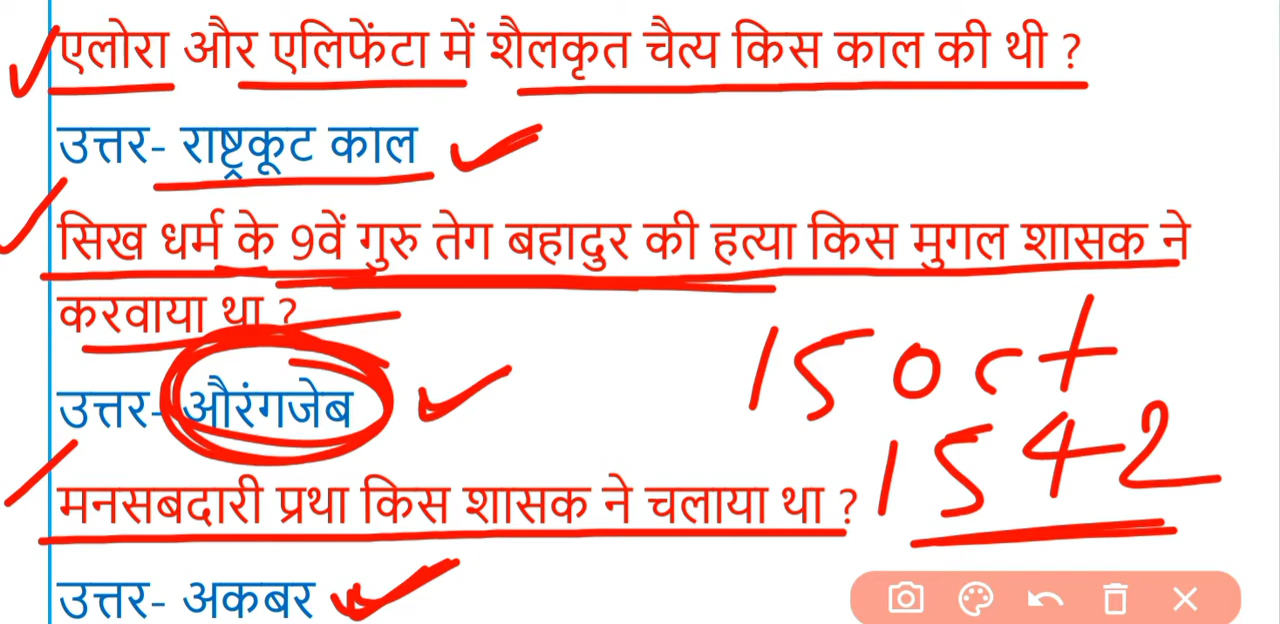 एलोरा और एलिफेंटा में शैलकृत चैत्य किस काल की थी ?
उत्तर- राष्ट्रकूट काल
सिख धर्म के 9वें गुरु तेग बहादुर की हत्या किस मुगल शासक ने
करवाया था ?
उत्तर- औरंगजेब
15 oct
1542
मनसबदारी प्रथा किस शासक ने चलाया था ?
उत्तर- अकबर